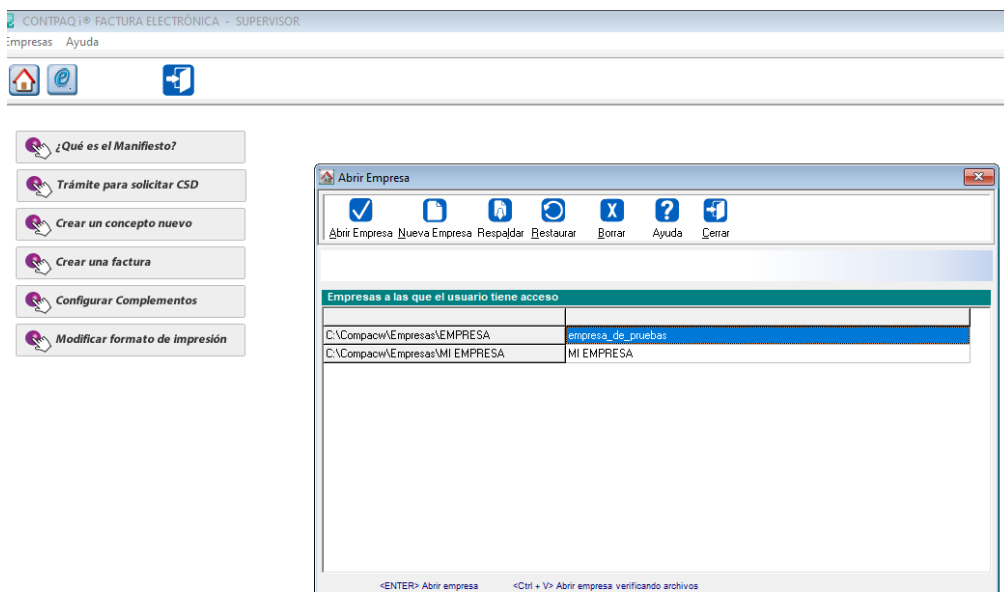 CONTPAQ i® FACTURA ELECTRÓNICA - SUPERVISOR
Empresas Ayuda
¿Qué es el Manifiesto?
Trámite para solicitar CSD
Crear un concepto nuevo
Crear una factura
Configurar Complementos
Modificar formato de impresión
Abrir Empresa
Abrir Empresa Nueva Empresa Respaldar Restaurar Borrar Ayuda Cerrar
Empresas a las que el usuario tiene acceso
C:\Compacw\Empresas\EMPRESA empresa_de_pruebas
C:\Compacw\Empresas\MI EMPRESA MI EMPRESA
<ENTER> Abrir empresa <Ctrl + V> Abrir empresa verificando archivos